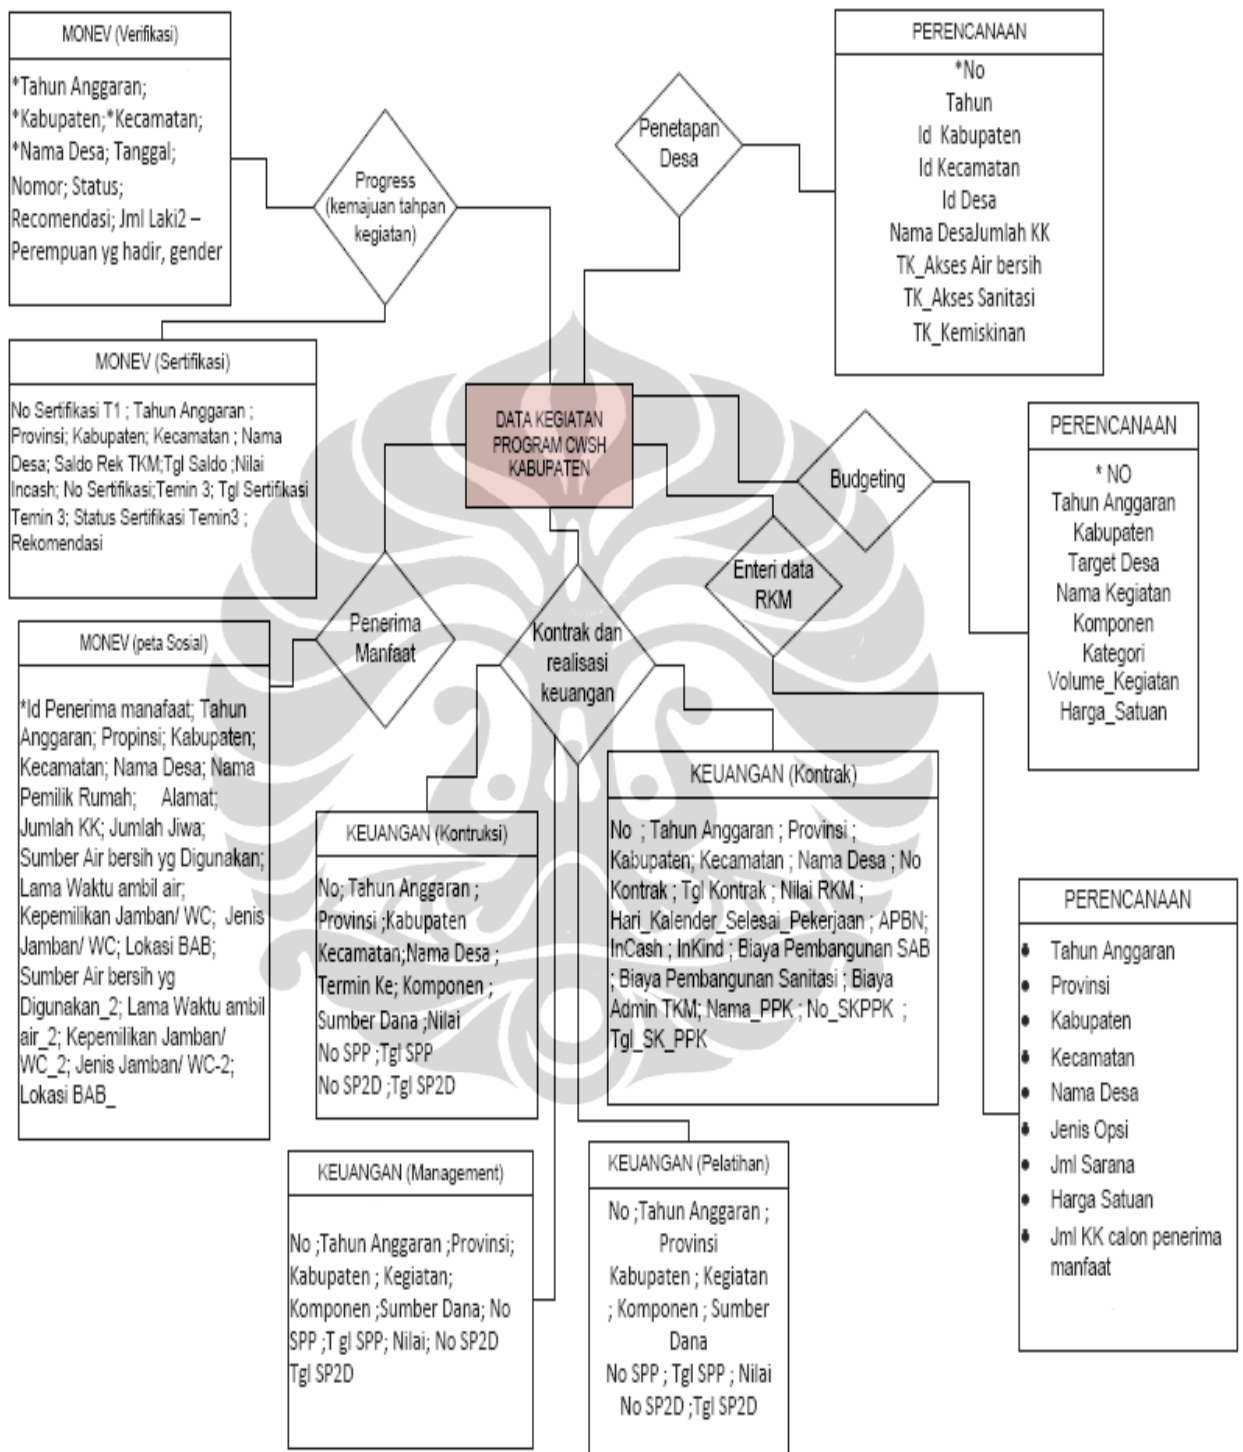 MONEV (Verifikasi)
*Tahun Anggaran;
*Kabupaten;*Kecamatan;
*Nama Desa; Tanggal;
Nomor; Status;
Recomendasi; Jml Laki2 –
Perempuan yg hadir, gender
Progress
(kemajuan tahpan
kegiatan)
Penetapan
Desa
PERENCANAAN
*No
Tahun
Id Kabupaten
Id Kecamatan
Id Desa
Nama DesaJumlah KK
TK_Akses Air bersih
TK_Akses Sanitasi
TK_Kemiskinan
MONEV (Sertifikasi)
No Sertifikasi T1 ; Tahun Anggaran ;
Provinsi; Kabupaten; Kecamatan ; Nama
Desa; Saldo Rek TKM;Tgl Saldo ;Nilai
Incash; No Sertifikasi;Temin 3; Tgl Sertifikasi
Temin 3; Status Sertifikasi Temin3 ;
Rekomendasi
DATA KEGIATAN
PROGRAM CWSH
KABUPATEN
Budgeting
PERENCANAAN
* NO
Tahun Anggaran
Kabupaten
Target Desa
Nama Kegiatan
Komponen
Kategori
Volume_Kegiatan
Harga_Satuan
Enteri data
RKM
Penerima
Manfaat
Kontrak dan
realisasi
keuangan
MONEV (peta Sosial)
*Id Penerima manafaat; Tahun
Anggaran; Propinsi; Kabupaten;
Kecamatan; Nama Desa; Nama
Pemilik Rumah; Alamat;
Jumlah KK; Jumlah Jiwa;
Sumber Air bersih yg Digunakan;
Lama Waktu ambil air;
Kepemilikan Jamban/ WC; Jenis
Jamban/ WC; Lokasi BAB;
Sumber Air bersih yg
Digunakan_2; Lama Waktu ambil
air_2; Kepemilikan Jamban/
WC_2; Jenis Jamban/ WC-2;
Lokasi BAB_
KEUANGAN (Kontruksi)
No; Tahun Anggaran ;
Provinsi ;Kabupaten
Kecamatan;Nama Desa ;
Termin Ke; Komponen ;
Sumber Dana ;Nilai
No SPP ;Tgl SPP
No SP2D ;Tgl SP2D
KEUANGAN (Kontrak)
No ; Tahun Anggaran ; Provinsi ;
Kabupaten; Kecamatan ; Nama Desa ; No
Kontrak ; Tgl Kontrak ; Nilai RKM ;
Hari_Kalender_Selesai_Pekerjaan ; APBN;
InCash ; InKind ; Biaya Pembangunan SAB
; Biaya Pembangunan Sanitasi ; Biaya
Admin TKM; Nama_PPK ; No_SKPPK ;
Tgl_SK_PPK
PERENCANAAN
• Tahun Anggaran
• Provinsi
• Kabupaten
• Kecamatan
• Nama Desa
• Jenis Opsi
• Jml Sarana
• Harga Satuan
• Jml KK calon penerima
manfaat
KEUANGAN (Management)
No ;Tahun Anggaran ;Provinsi;
Kabupaten ; Kegiatan;
Komponen ;Sumber Dana; No
SPP ;T gl SPP; Nilai; No SP2D
Tgl SP2D
KEUANGAN (Pelatihan)
No ;Tahun Anggaran ;
Provinsi
Kabupaten ; Kegiatan
; Komponen ; Sumber
Dana
No SPP ; Tgl SPP ; Nilai
No SP2D ;Tgl SP2D